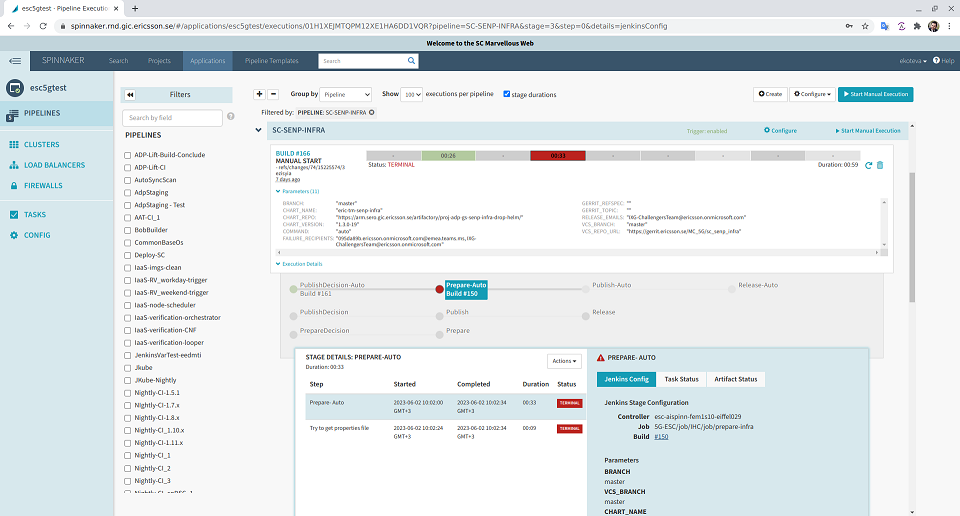 esc5gtest - Pipeline Executio
spinnaker.rnd.gic.ericsson.se/#/applications/esc5gtest/executions/01H1XEJMTQPM12XE1HA6DD1VQR?pipeline=SC-SENP-INFRA&stage=3&step=0&details=jenkinsConfig
Welcome to the SC Marvellous Web
SPINNAKER Search Projects Applications Pipeline Templates Search ekoteva Help
esc5gtest
PIPELINES
CLUSTERS
LOAD BALANCERS
FIREWALLS
TASKS
CONFIG
Filters
Search by field
PIPELINES
ADP-Lift-Build-Conclude
ADP-Lift-CI
AutoSyncScan
AdpStaging
AdpStaging - Test
AAT-CI_1
BobBuilder
CommonBaseOs
Deploy-SC
IaaS-imgs-clean
IaaS-RV_workday-trigger
IaaS-RV_weekend-trigger
IaaS-node-scheduler
IaaS-verification-orchestrator
IaaS-verification-CNF
IaaS-verification-looper
JenkinsVarTest-eedmti
Jkube
JKube-Nightly
Nightly-CI-1.5.1
Nightly-CI-1.7.x
Nightly-CI-1.8.x
Nightly-CI_1.10.x
Nightly-CI-1.11.x
Nightly-CI_1
Nightly-CI_2
Nightly-CI_3
Group by Pipeline Show 100 executions per pipeline stage durations Create Configure Start Manual Execution
Filtered by: PIPELINE: SC-SENP-INFRA
SC-SENP-INFRA Trigger: enabled Configure Start Manual Execution
BUILD #166
MANUAL START
- refs/changes/74/15225574/3
ezisyia
7 days ago
- 00:26 - 00:33 - - - - -
Status: TERMINAL Duration: 00:59
Parameters (11)
BRANCH: "master"
CHART_NAME: "eric-tm-senp-infra"
CHART_REPO: "https://arm.sero.gic.ericsson.se/artifactory/proj-adp-gs-senp-infra-drop-helm/"
CHART_VERSION: "1.3.0-19"
COMMAND: "auto"
FAILURE_RECIPIENTS: "095da89b.ericsson.onmicrosoft.com@emea.teams.ms,IXG-
ChallengersTeam@ericsson.onmicrosoft.com"
GERRIT_REFSPEC: ""
GERRIT_TOPIC: ""
RELEASE_EMAILS: "IXG-ChallengersTeam@ericsson.onmicrosoft.com"
VCS_BRANCH: "master"
VCS_REPO_URL: "https://gerrit.ericsson.se/MC_5G/sc_senp_infra"
Execution Details
PublishDecision-Auto
Build #161
Prepare-Auto
Build #150
Publish-Auto
Release-Auto
PublishDecision Publish Release
PrepareDecision Prepare
STAGE DETAILS: PREPARE-AUTO Actions
Duration: 00:33
Step Started Completed Duration Status
Prepare- Auto 2023-06-02 10:02:00 GMT+3 2023-06-02 10:02:34 GMT+3 00:33 TERMINAL
Try to get properties file 2023-06-02 10:02:24 GMT+3 2023-06-02 10:02:34 GMT+3 00:09 TERMINAL
PREPARE- AUTO
Jenkins Config Task Status Artifact Status
Jenkins Stage Configuration
Controller esc-aispinn-fem1s10-eiffel029
Job 5G-ESC/job/IHC/job/prepare-infra
Build #150
Parameters
BRANCH
master
VCS_BRANCH
master
CHART_NAME